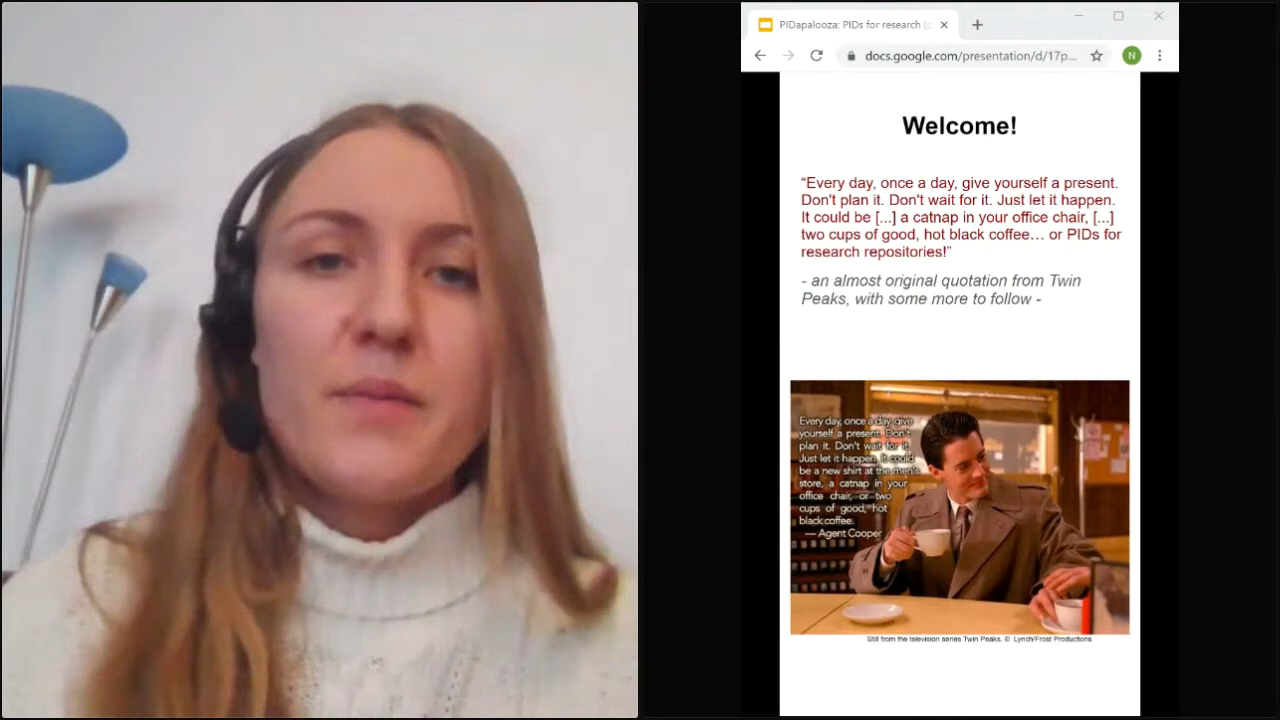 PIDapalooza: PIDs for research (c
docs.google.com/presentation/d/17p...
N
Welcome!
“Every day, once a day, give yourself a present.
Don't plan it. Don't wait for it. Just let it happen.
It could be [...] a catnap in your office chair, [...]
two cups of good, hot black coffee… or PIDs for
research repositories!”
- an almost original quotation from Twin
Peaks, with some more to follow -
Every day, once a day, give
yourself a present. Don't
plan it. Don't wait for it.
Just let it happen. It could
be a new shirt at the men's
store, a catnap in your
office chair, or two
cups of good, hot
black coffee.
— Agent Cooper
Still from the television series Twin Peaks. © Lynch/Frost Productions